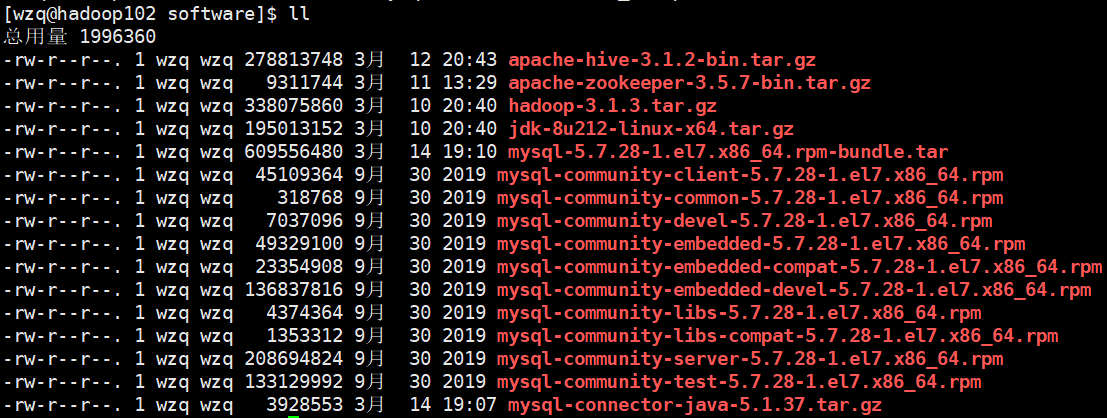 [wzq@hadoop102 software]$ ll
总用量 1996360
-rw-r--r--. 1 wzq wzq 278813748 3月  12 20:43 apache-hive-3.1.2-bin.tar.gz
-rw-r--r--. 1 wzq wzq   9311744 3月  11 13:29 apache-zookeeper-3.5.7-bin.tar.gz
-rw-r--r--. 1 wzq wzq 338075860 3月  10 20:40 hadoop-3.1.3.tar.gz
-rw-r--r--. 1 wzq wzq 195013152 3月  10 20:40 jdk-8u212-linux-x64.tar.gz
-rw-r--r--. 1 wzq wzq 609556480 3月  14 19:10 mysql-5.7.28-1.el7.x86_64.rpm-bundle.tar
-rw-r--r--. 1 wzq wzq  45109364 9月  30 2019 mysql-community-client-5.7.28-1.el7.x86_64.rpm
-rw-r--r--. 1 wzq wzq    318768 9月  30 2019 mysql-community-common-5.7.28-1.el7.x86_64.rpm
-rw-r--r--. 1 wzq wzq   7037096 9月  30 2019 mysql-community-devel-5.7.28-1.el7.x86_64.rpm
-rw-r--r--. 1 wzq wzq  49329100 9月  30 2019 mysql-community-embedded-5.7.28-1.el7.x86_64.rpm
-rw-r--r--. 1 wzq wzq  23354908 9月  30 2019 mysql-community-embedded-compat-5.7.28-1.el7.x86_64.rpm
-rw-r--r--. 1 wzq wzq 136837816 9月  30 2019 mysql-community-embedded-devel-5.7.28-1.el7.x86_64.rpm
-rw-r--r--. 1 wzq wzq   4374364 9月  30 2019 mysql-community-libs-5.7.28-1.el7.x86_64.rpm
-rw-r--r--. 1 wzq wzq   1353312 9月  30 2019 mysql-community-libs-compat-5.7.28-1.el7.x86_64.rpm
-rw-r--r--. 1 wzq wzq 208694824 9月  30 2019 mysql-community-server-5.7.28-1.el7.x86_64.rpm
-rw-r--r--. 1 wzq wzq 133129992 9月  30 2019 mysql-community-test-5.7.28-1.el7.x86_64.rpm
-rw-r--r--. 1 wzq wzq   3928553 3月  14 19:07 mysql-connector-java-5.1.37.tar.gz